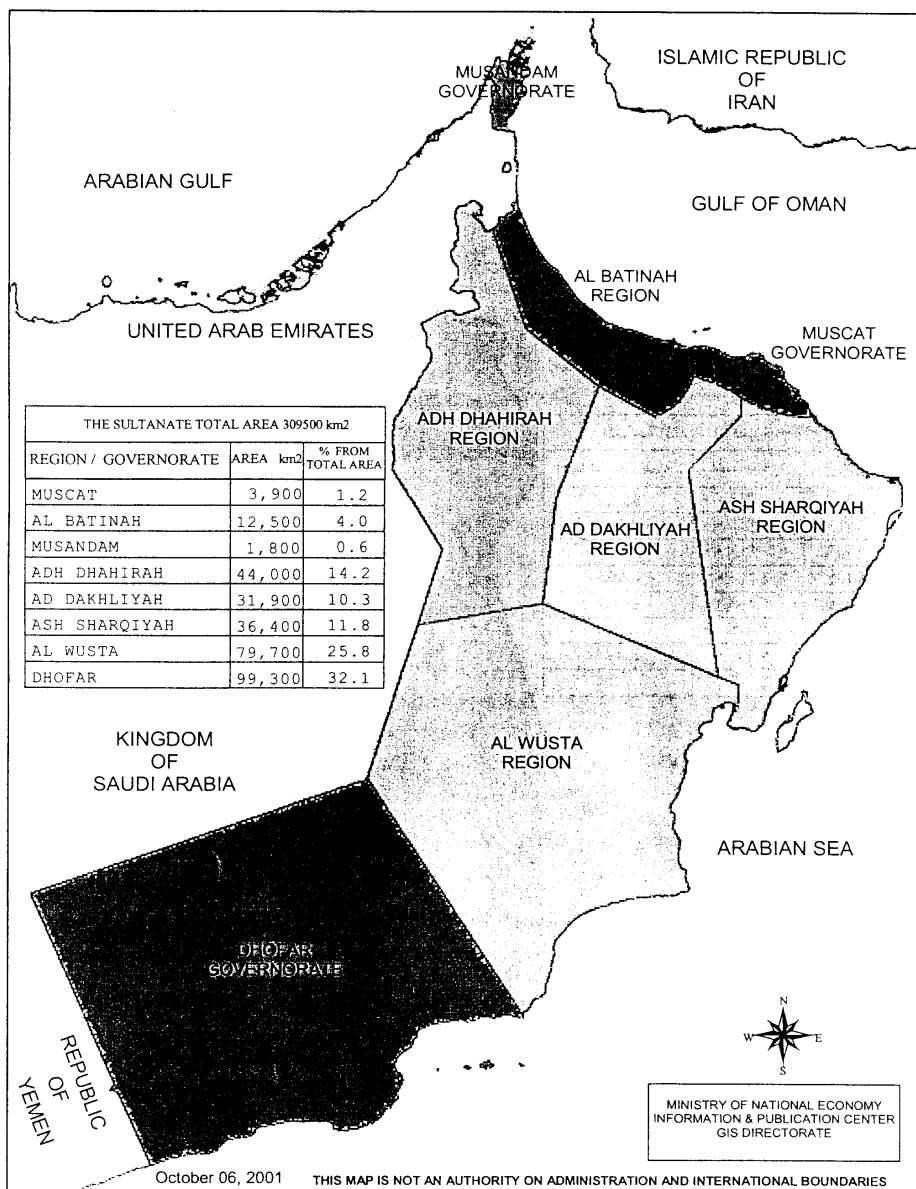 MUSANDAM
GOVERNORATE
ISLAMIC REPUBLIC
OF
IRAN
ARABIAN GULF
GULF OF OMAN
AL BATINAH
REGION
UNITED ARAB EMIRATES
MUSCAT
GOVERNORATE
THE SULTANATE TOTAL AREA 309500 km2
REGION / GOVERNORATE AREA km2 % FROM TOTAL AREA
MUSCAT 3,900 1.2
AL BATINAH 12,500 4.0
MUSANDAM 1,800 0.6
ADH DHAHIRAH 44,000 14.2
AD DAKHLIYAH 31,900 10.3
ASH SHARQIYAH 36,400 11.8
AL WUSTA 79,700 25.8
DHOFAR 99,300 32.1
ADH DHAHIRAH
REGION
AD DAKHLIYAH
REGION
ASH SHARQIYAH
REGION
KINGDOM
OF
SAUDI ARABIA
AL WUSTA
REGION
ARABIAN SEA
DHOFAR
GOVERNORATE
REPUBLIC
OF
YEMEN
N
W E
S
MINISTRY OF NATIONAL ECONOMY
INFORMATION & PUBLICATION CENTER
GIS DIRECTORATE
October 06, 2001 THIS MAP IS NOT AN AUTHORITY ON ADMINISTRATION AND INTERNATIONAL BOUNDARIES